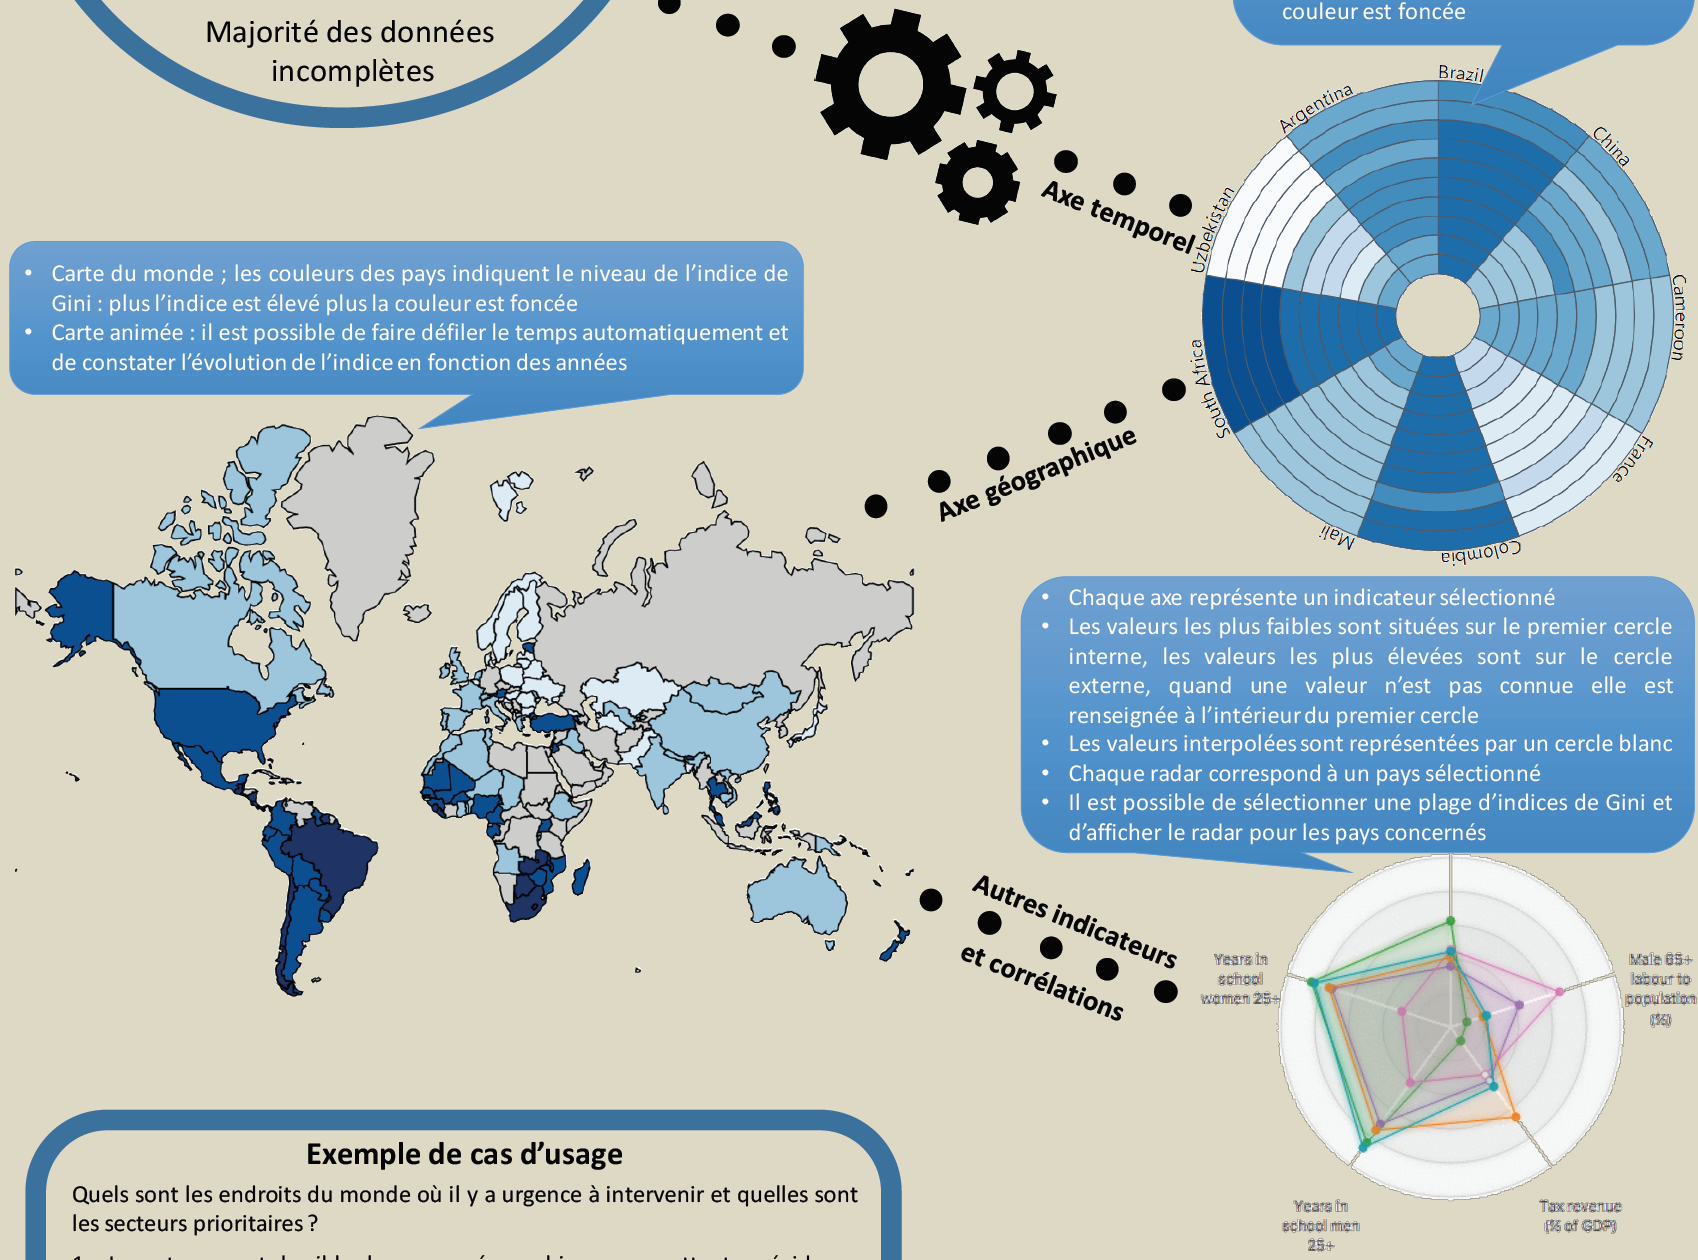 Majorité des données
incomplètes
couleur est foncée
Axe temporel
Brazil
China
Cameroon
France
Colombia
Mali
South Africa
Uzbekistan
Argentina
• Carte du monde ; les couleurs des pays indiquent le niveau de l’indice de
Gini : plus l’indice est élevé plus la couleur est foncée
• Carte animée : il est possible de faire défiler le temps automatiquement et
de constater l’évolution de l’indice en fonction des années
Axe géographique
• Chaque axe représente un indicateur sélectionné
• Les valeurs les plus faibles sont situées sur le premier cercle
interne, les valeurs les plus élevées sont sur le cercle
externe, quand une valeur n’est pas connue elle est
renseignée à l’intérieur du premier cercle
• Les valeurs interpolées sont représentées par un cercle blanc
• Chaque radar correspond à un pays sélectionné
• Il est possible de sélectionner une plage d’indices de Gini et
d’afficher le radar pour les pays concernés
Autres indicateurs
et corrélations
Years in
school
women 25+
Male 65+
labour to
population
(%)
Years in
school men
25+
Tax revenue
(% of GDP)
Exemple de cas d’usage
Quels sont les endroits du monde où il y a urgence à intervenir et quelles sont
les secteurs prioritaires ?